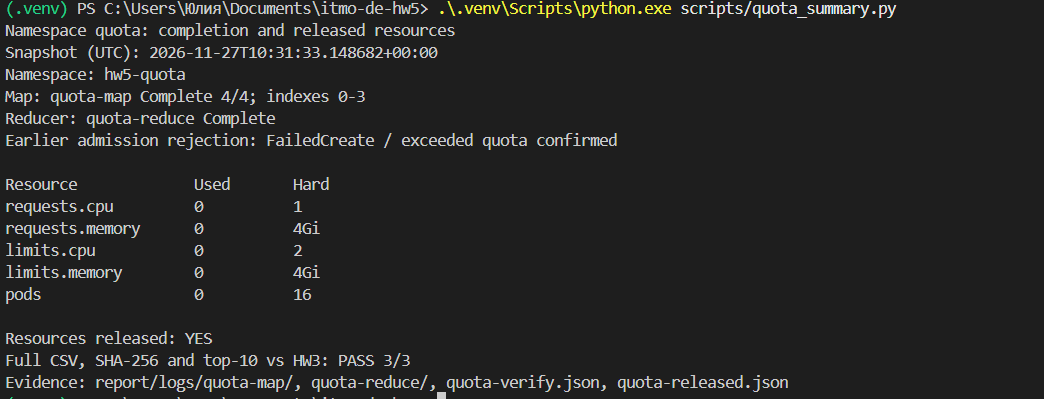 (.venv) PS C:\Users\Юлия\Documents\itmo-de-hw5> .\.venv\Scripts\python.exe scripts/quota_summary.py
Namespace quota: completion and released resources
Snapshot (UTC): 2026-11-27T10:31:33.148682+00:00
Namespace: hw5-quota
Map: quota-map Complete 4/4; indexes 0-3
Reducer: quota-reduce Complete
Earlier admission rejection: FailedCreate / exceeded quota confirmed
Resource Used Hard
requests.cpu 0 1
requests.memory 0 4Gi
limits.cpu 0 2
limits.memory 0 4Gi
pods 0 16
Resources released: YES
Full CSV, SHA-256 and top-10 vs HW3: PASS 3/3
Evidence: report/logs/quota-map/, quota-reduce/, quota-verify.json, quota-released.json